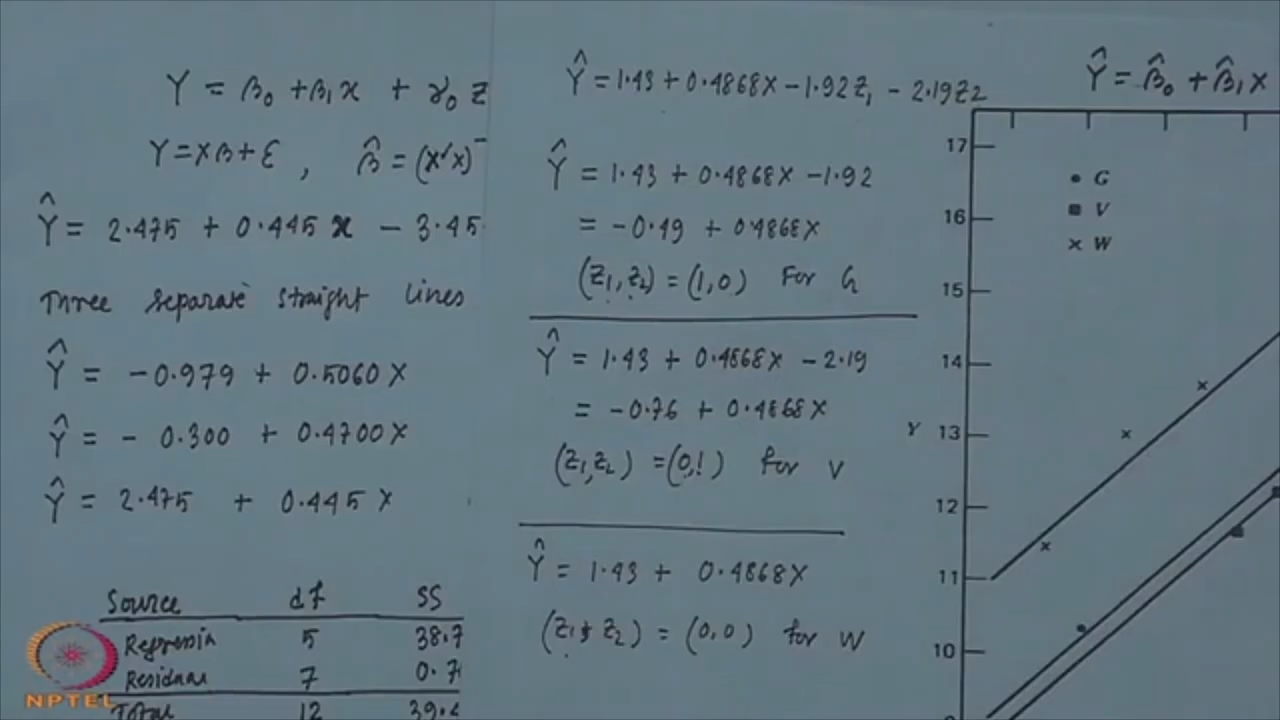 Y = β₀ + β₁x + γ₀ z
Y = Xβ + ε , β̂ = (X′X)⁻
Ŷ = 2.475 + 0.445 x − 3.45
Three separate straight lines
Ŷ = −0.979 + 0.5060 X
Ŷ = − 0.300 + 0.4700 X
Ŷ = 2.475 + 0.445 X
Source df SS
Regression 5 38.7
Residual 7 0.7
Total 12 39.
NPTEL
Ŷ = 1.43 + 0.4868X − 1.92Z₁ − 2.19Z₂
Ŷ = 1.43 + 0.4868X − 1.92
= −0.49 + 0.4868X
(Z₁, Z₂) = (1,0) For G
Ŷ = 1.43 + 0.4868X − 2.19
= −0.76 + 0.4868X
(Z₁, Z₂) = (0,1) for V
Ŷ = 1.43 + 0.4868X
(Z₁, Z₂) = (0,0) for W
Ŷ = β̂₀ + β̂₁X
17
G
V
16
W
15
14
Y 13
12
11
10